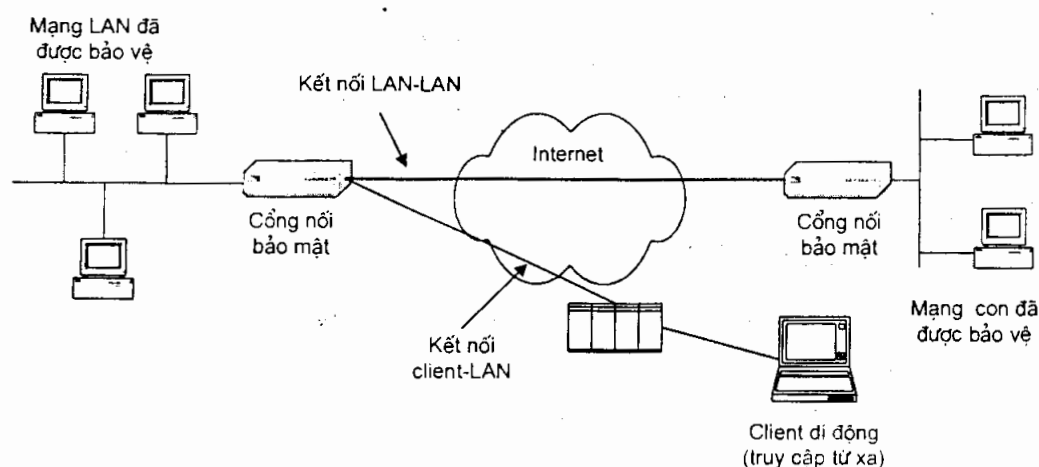 Mạng LAN đã
được bảo vệ
Kết nối LAN-LAN
Internet
Cổng nối
bảo mật
Cổng nối
bảo mật
Kết nối
client-LAN
Mạng con đã
được bảo vệ
Client di động
(truy cập từ xa)